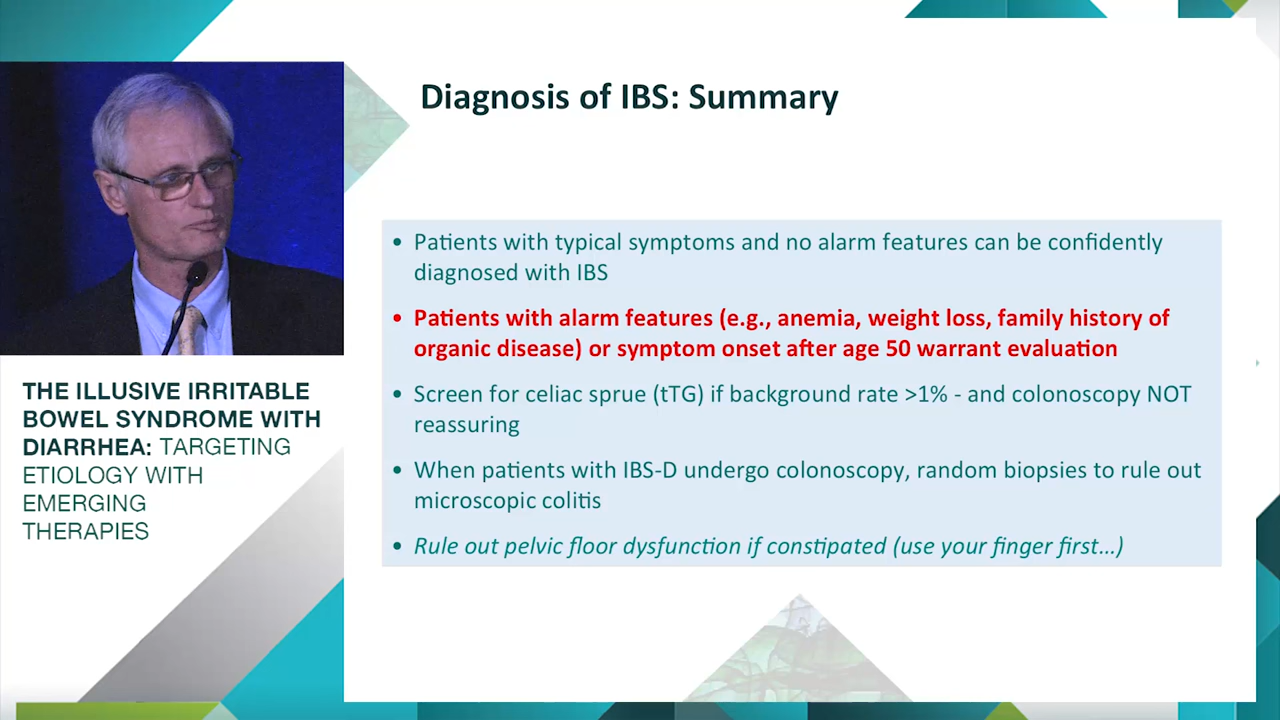 Diagnosis of IBS: Summary
• Patients with typical symptoms and no alarm features can be confidently
diagnosed with IBS
• Patients with alarm features (e.g., anemia, weight loss, family history of
organic disease) or symptom onset after age 50 warrant evaluation
• Screen for celiac sprue (tTG) if background rate >1% - and colonoscopy NOT
reassuring
• When patients with IBS-D undergo colonoscopy, random biopsies to rule out
microscopic colitis
• Rule out pelvic floor dysfunction if constipated (use your finger first...)
THE ILLUSIVE IRRITABLE
BOWEL SYNDROME WITH
DIARRHEA: TARGETING
ETIOLOGY WITH
EMERGING
THERAPIES